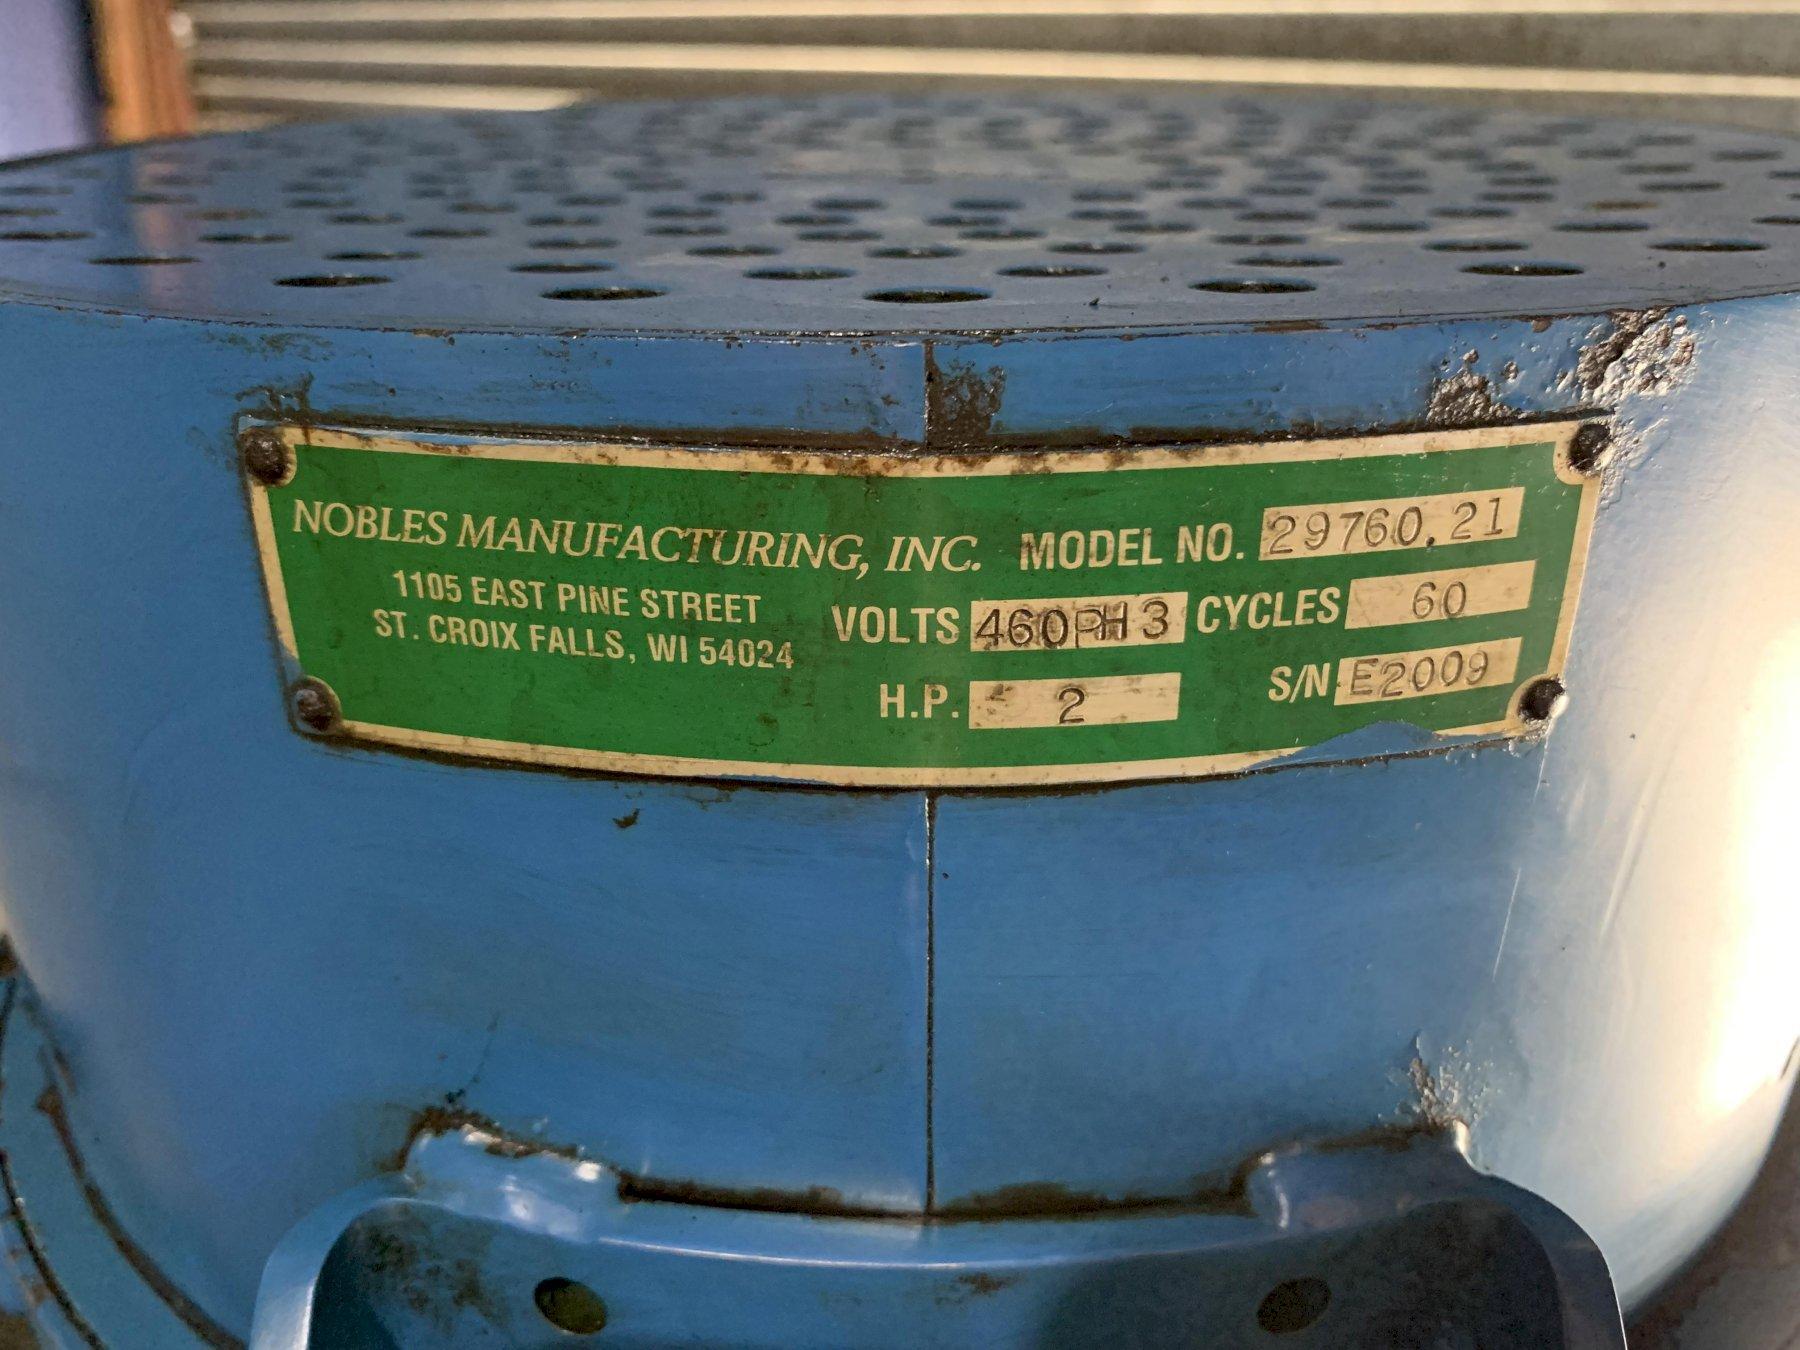 NOBLES MANUFACTURING, INC. MODEL NO. 29760.21
1105 EAST PINE STREET
ST. CROIX FALLS, WI 54024
VOLTS 460PH3 CYCLES 60
H.P. 2 S/N E2009